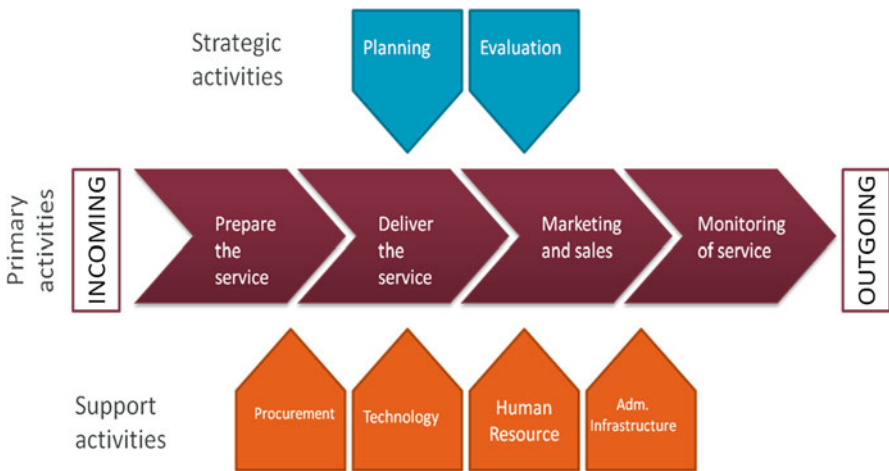 Strategic
activities
Planning
Evaluation
Primary
activities
INCOMING
Prepare
the
service
Deliver
the
service
Marketing
and sales
Monitoring
of service
OUTGOING
Support
activities
Procurement
Technology
Human
Resource
Adm.
Infrastructure